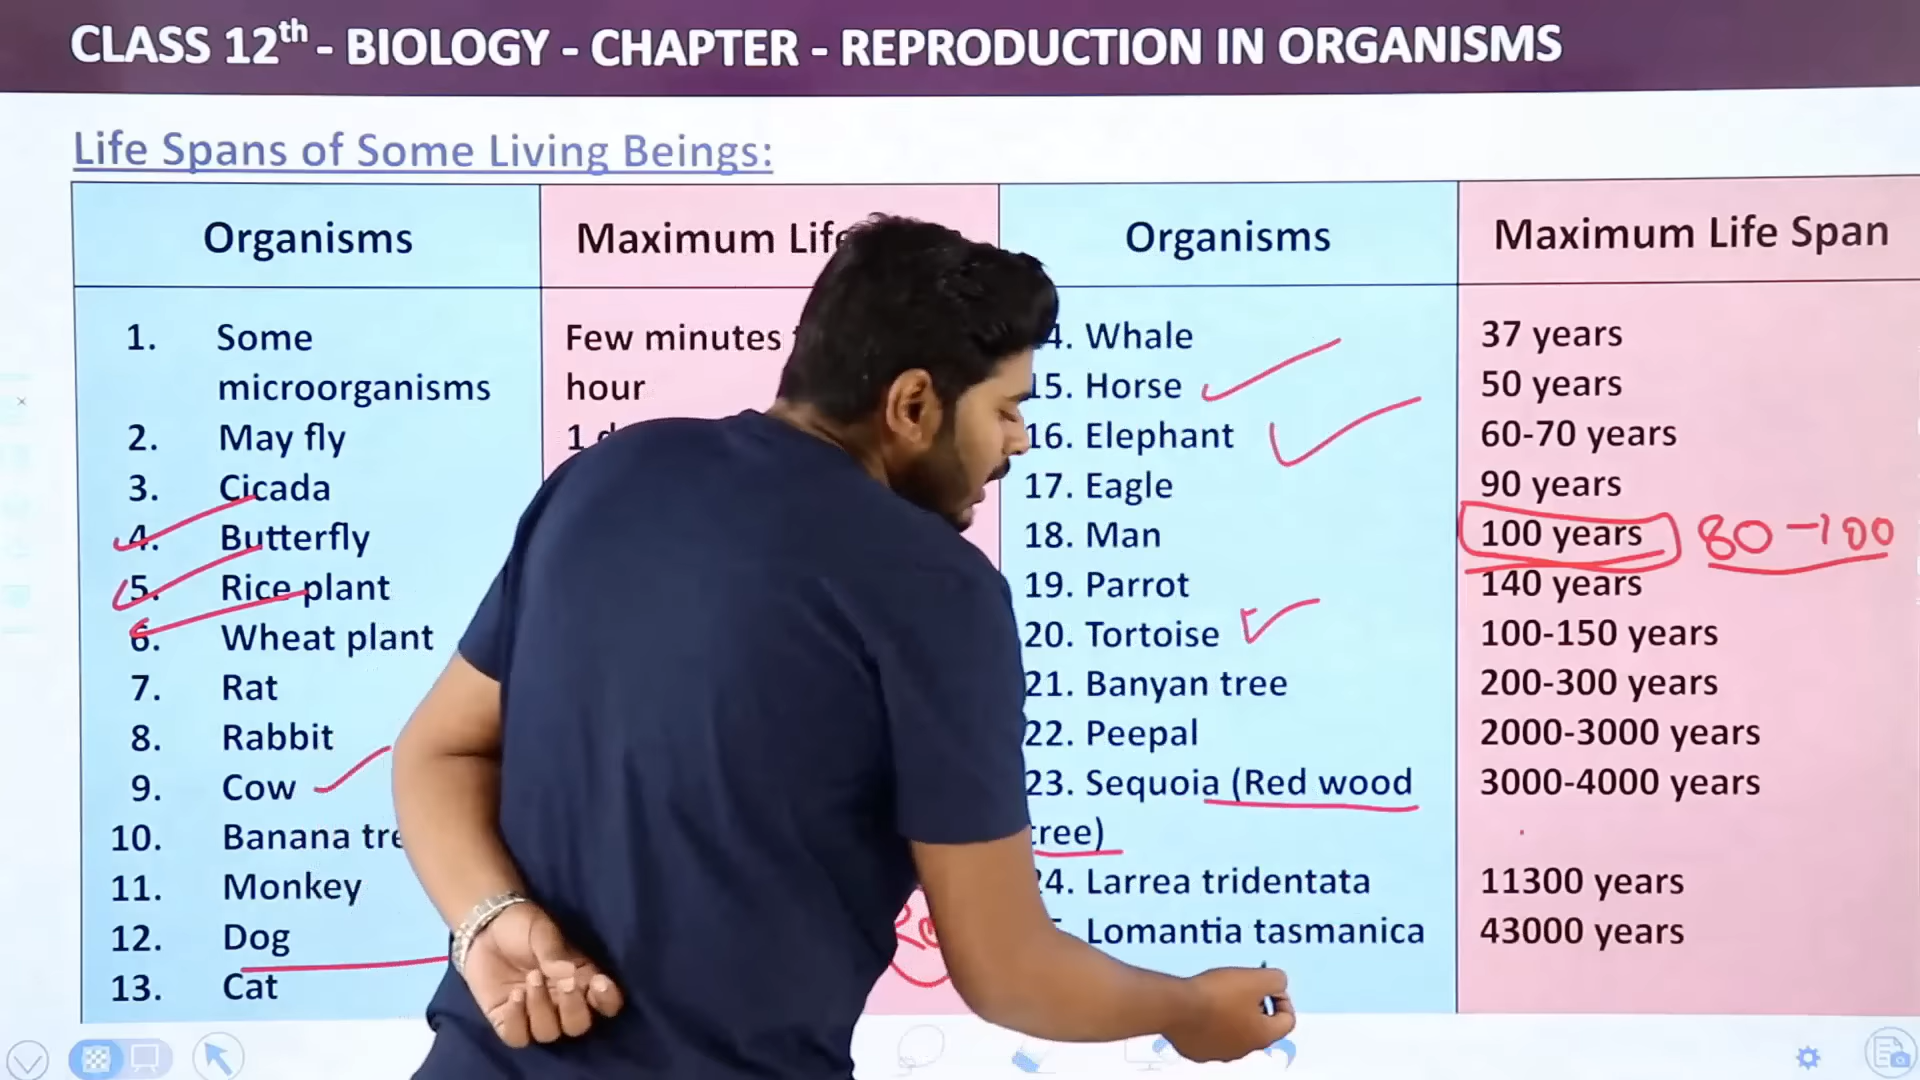 CLASS 12th - BIOLOGY - CHAPTER - REPRODUCTION IN ORGANISMS
Life Spans of Some Living Beings:
Organisms
Maximum
Organisms
Maximum Life Span
1. Some
microorganisms
2. May fly
3. Cicada
4. Butterfly
5. Rice plant
6. Wheat plant
7. Rat
8. Rabbit
9. Cow
10. Banana
11. Monkey
12. Dog
13. Cat
Few minutes
hour
1
Whale
15. Horse
16. Elephant
17. Eagle
18. Man
19. Parrot
20. Tortoise
21. Banyan tree
22. Peepal
23. Sequoia (Red wood
tree)
24. Larrea tridentata
Lomantia tasmanica
37 years
50 years
60-70 years
90 years
100 years 80-100
140 years
100-150 years
200-300 years
2000-3000 years
3000-4000 years
11300 years
43000 years